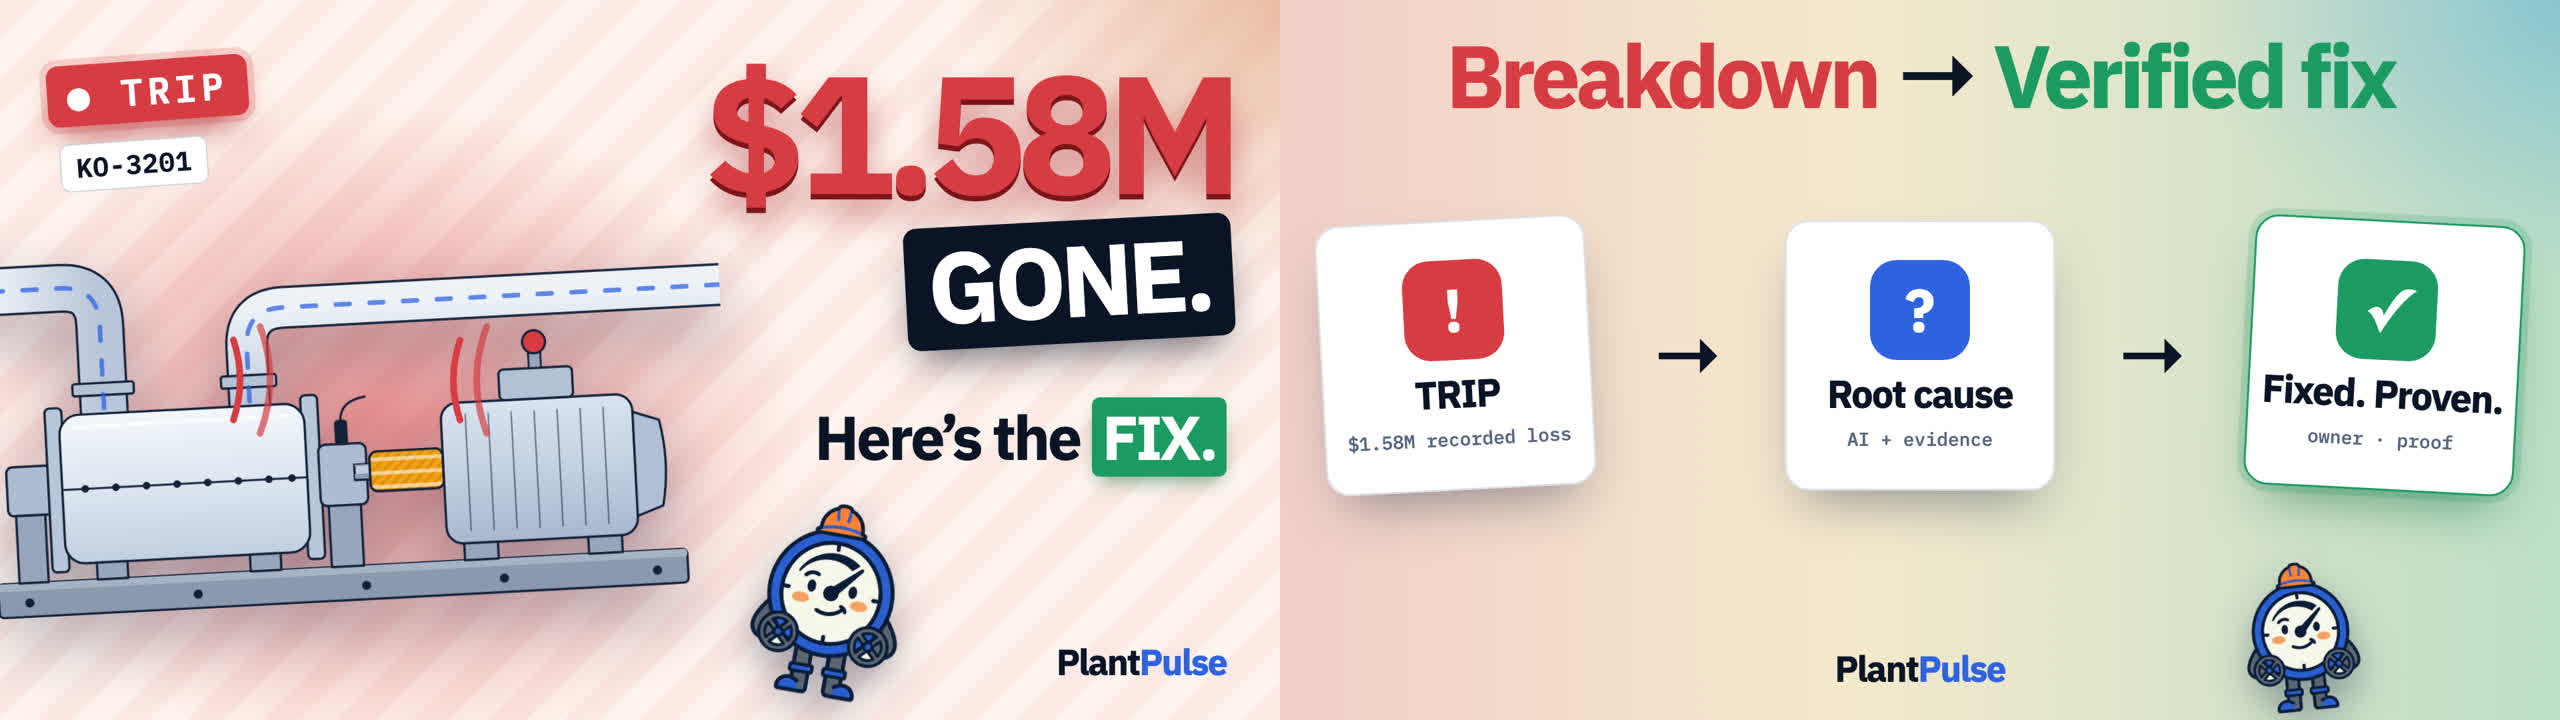 TRIP
KO-3201
$1.58M
GONE.
Here’s the FIX.
PlantPulse
Breakdown → Verified fix
!
TRIP
$1.58M recorded loss
→
?
Root cause
AI + evidence
→
✓
Fixed. Proven.
owner · proof
PlantPulse